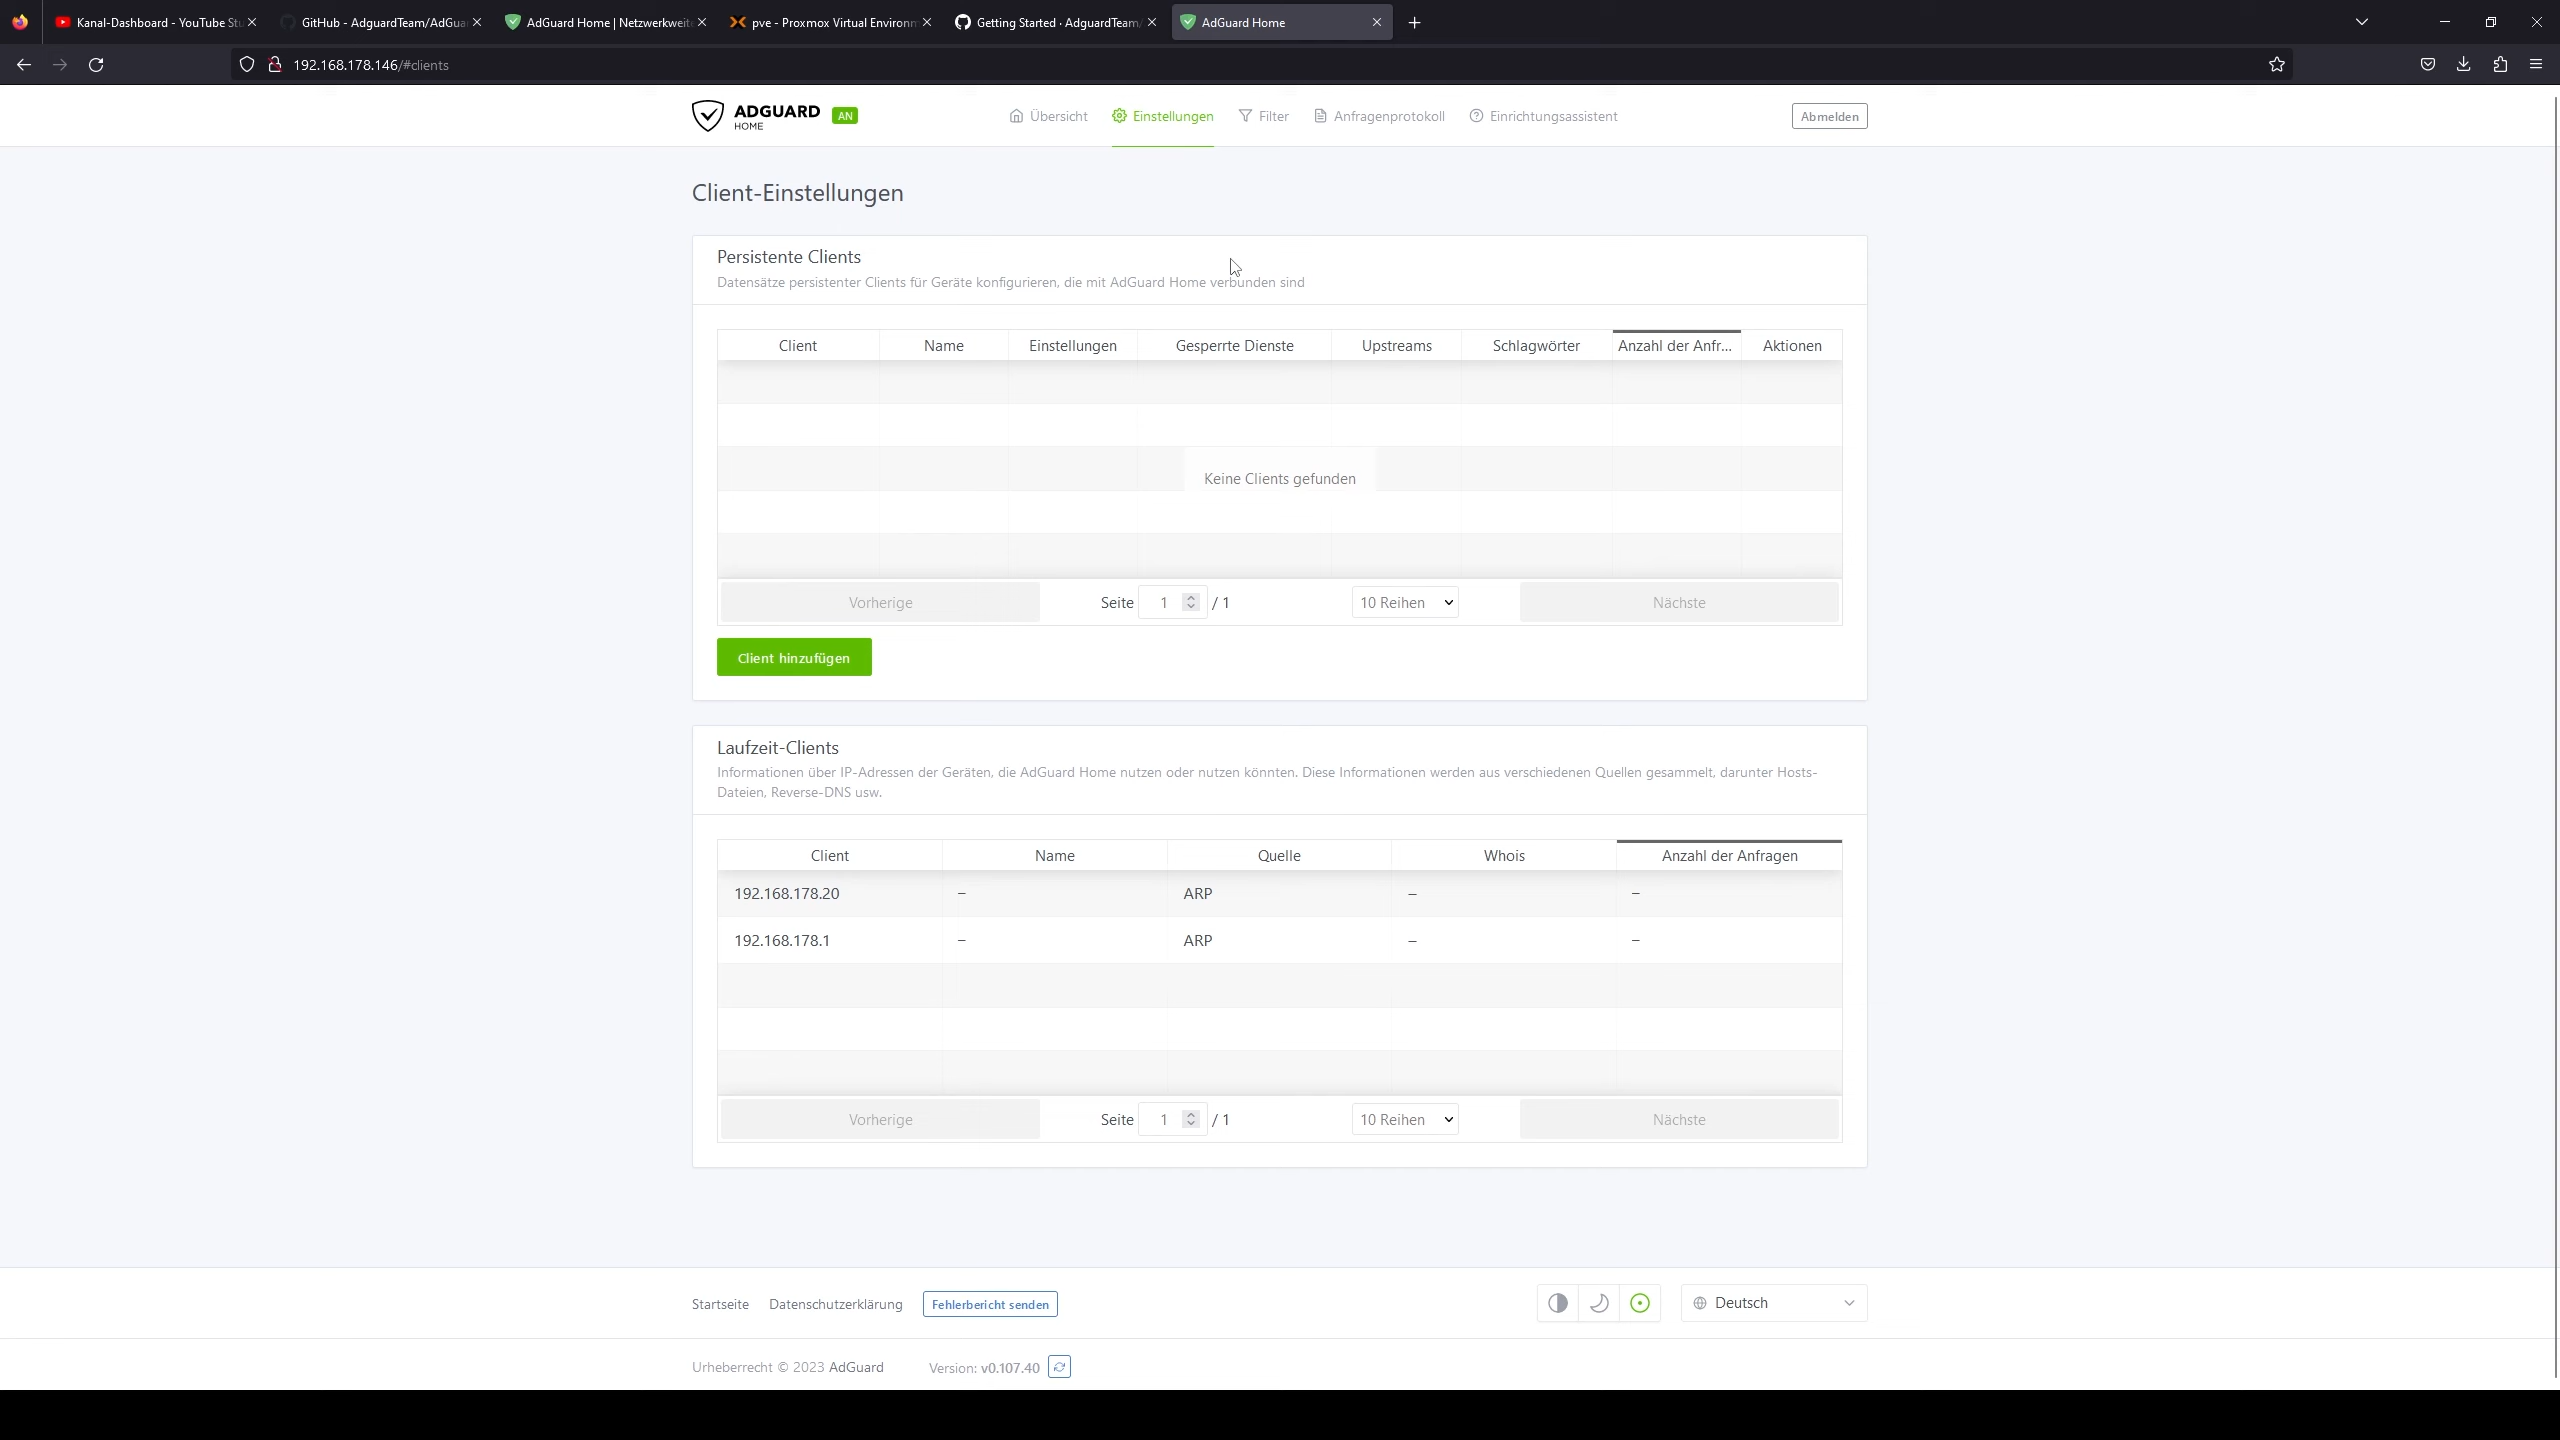 Kanal-Dashboard - YouTube Stu
GitHub - AdguardTeam/AdGua
AdGuard Home | Netzwerkweit
pve - Proxmox Virtual Environm
Getting Started · AdguardTeam/
AdGuard Home
192.168.178.146/#clients
ADGUARD
HOME
AN
Übersicht
Einstellungen
Filter
Anfragenprotokoll
Einrichtungsassistent
Abmelden
Client-Einstellungen
Persistente Clients
Datensätze persistenter Clients für Geräte konfigurieren, die mit AdGuard Home verbunden sind
Client Name Einstellungen Gesperrte Dienste Upstreams Schlagwörter Anzahl der Anfr... Aktionen
Keine Clients gefunden
Vorherige Seite 1 / 1 10 Reihen Nächste
Client hinzufügen
Laufzeit-Clients
Informationen über IP-Adressen der Geräten, die AdGuard Home nutzen oder nutzen könnten. Diese Informationen werden aus verschiedenen Quellen gesammelt, darunter Hosts-
Dateien, Reverse-DNS usw.
Client Name Quelle Whois Anzahl der Anfragen
192.168.178.20 – ARP – –
192.168.178.1 – ARP – –
Vorherige Seite 1 / 1 10 Reihen Nächste
Startseite Datenschutzerklärung Fehlerbericht senden Deutsch
Urheberrecht © 2023 AdGuard Version: v0.107.40